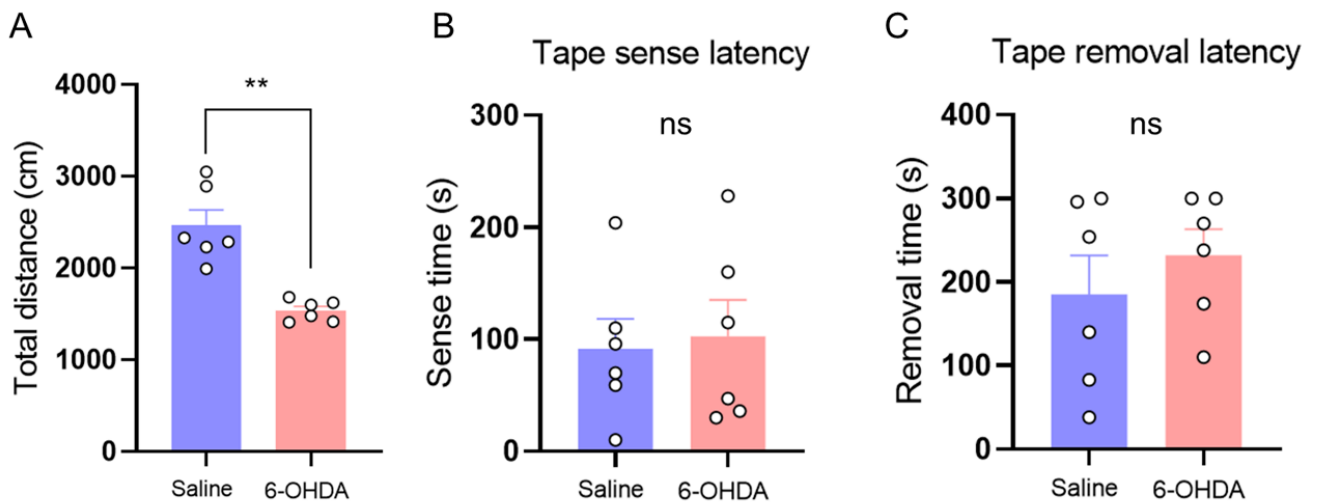 A
Total distance (cm)
4000
3000
2000
1000
0
**
Saline
6-OHDA
B
Tape sense latency
Sense time (s)
300
200
100
0
ns
Saline
6-OHDA
C
Tape removal latency
Removal time (s)
400
300
200
100
0
ns
Saline
6-OHDA